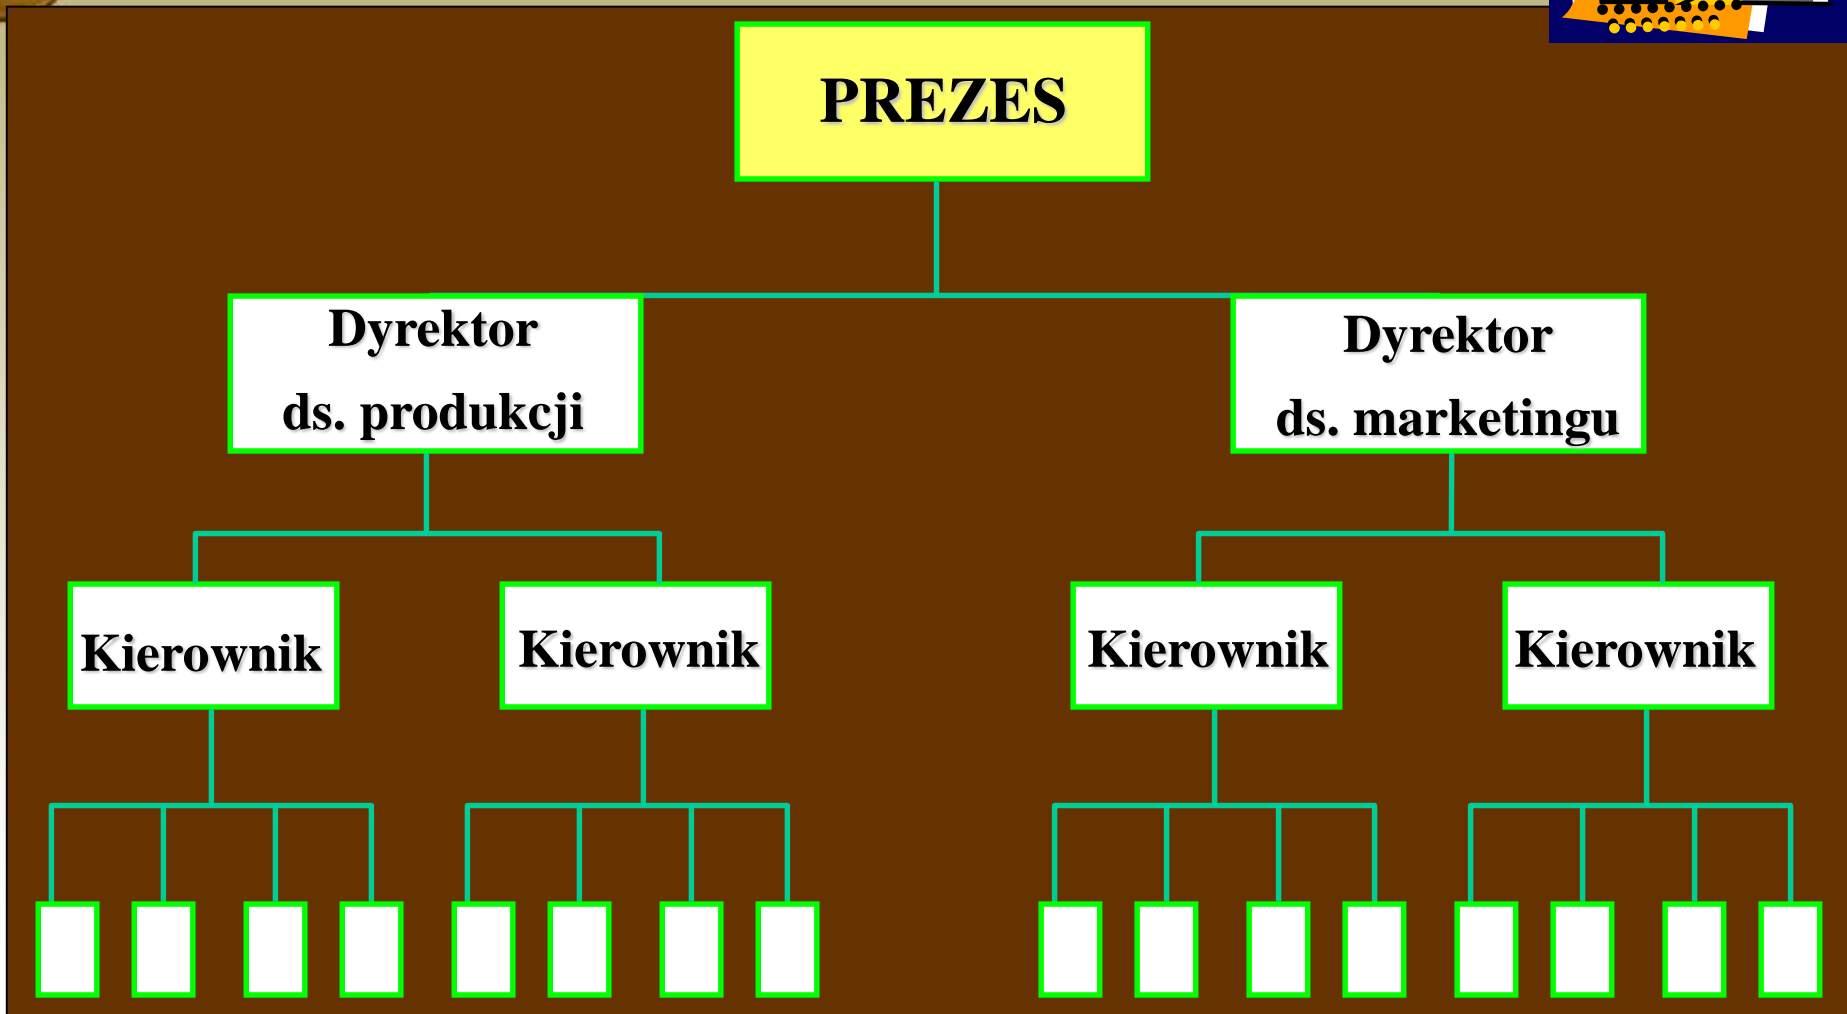 PREZES
Dyrektor
ds. produkcji
Dyrektor
ds. marketingu
Kierownik
Kierownik
Kierownik
Kierownik